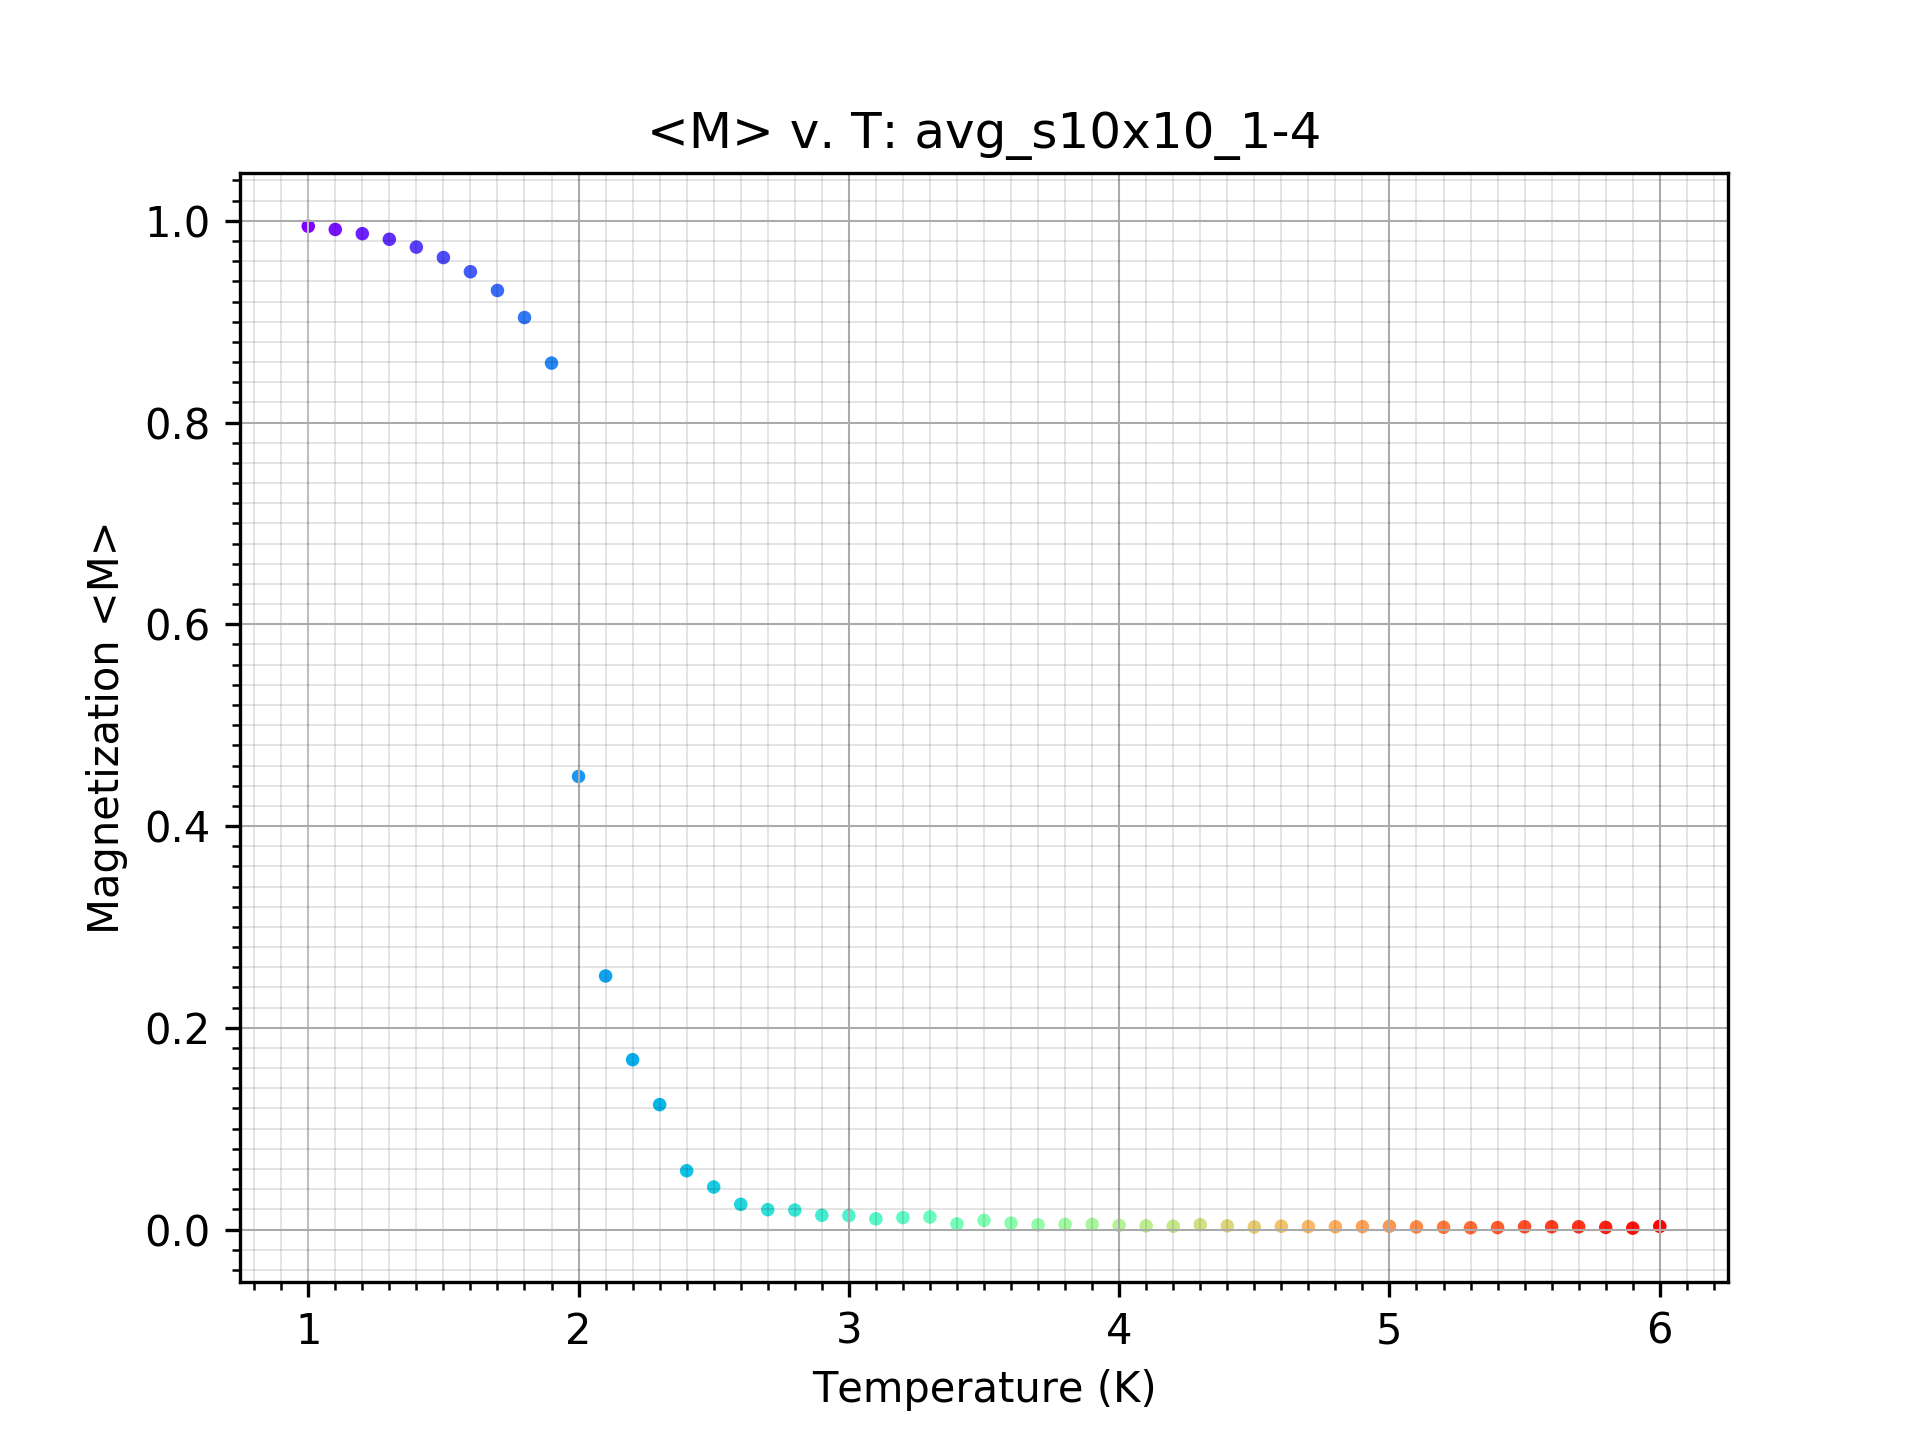 <M> v. T: avg_s10x10_1-4
1.0
0.8
0.6
0.4
0.2
0.0
Magnetization <M>
1 2 3 4 5 6
Temperature (K)